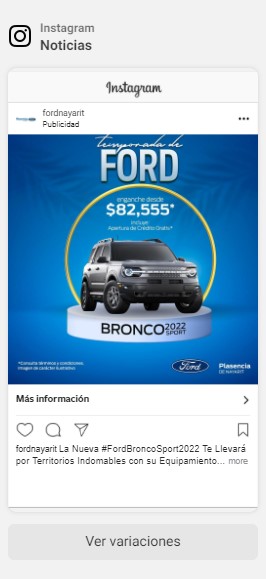 Instagram
Noticias
Instagram
fordnayarit
Publicidad
temporada de
FORD
enganche desde
$82,555*
Incluye
Apertura de Crédito Gratis*
BRONCO 2022
SPORT
*Consulta términos y condiciones.
Imagen de carácter ilustrativo
Ford
Plasencia
DE NAYARIT
Más información
fordnayarit La Nueva #FordBroncoSport2022 Te Llevará
por Territorios Indomables con su Equipamiento... more
Ver variaciones